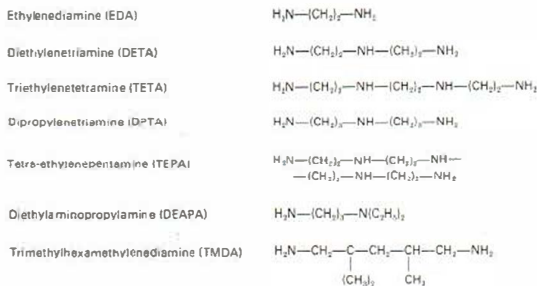 Ethylenediamine (EDA) H₂N—(CH₂)₂—NH₂
Diethylenetriamine (DETA) H₂N—(CH₂)₂—NH—(CH₂)₂—NH₂
Triethylenetetramine (TETA) H₂N—(CH₂)₂—NH—(CH₂)₂—NH—(CH₂)₂—NH₂
Dipropylenetriamine (DPTA) H₂N—(CH₂)₃—NH—(CH₂)₃—NH₂
Tetra-ethylenepentamine (TEPA) H₂N—(CH₂)₂—NH—(CH₂)₂—NH—
—(CH₂)₂—NH—(CH₂)₂—NH₂
Diethylaminopropylamine (DEAPA) H₂N—(CH₂)₃—N(C₂H₅)₂
Trimethylhexamethylenediamine (TMDA) H₂N—CH₂—C—CH₂—CH—CH₂—NH₂
(CH₃)₂ CH₃